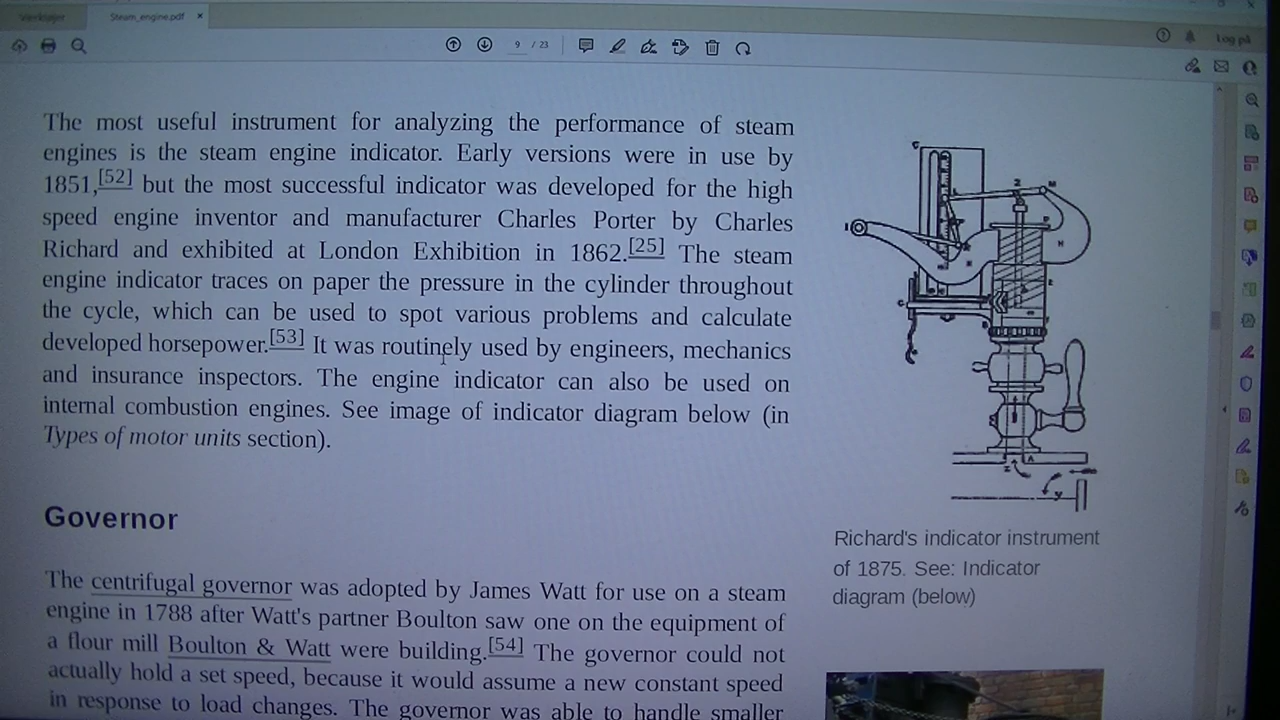 Værktøjer
Steam_engine.pdf ×
Log på
9 / 23
The most useful instrument for analyzing the performance of steam
engines is the steam engine indicator. Early versions were in use by
1851,[52] but the most successful indicator was developed for the high
speed engine inventor and manufacturer Charles Porter by Charles
Richard and exhibited at London Exhibition in 1862.[25] The steam
engine indicator traces on paper the pressure in the cylinder throughout
the cycle, which can be used to spot various problems and calculate
developed horsepower.[53] It was routinely used by engineers, mechanics
and insurance inspectors. The engine indicator can also be used on
internal combustion engines. See image of indicator diagram below (in
Types of motor units section).
Richard's indicator instrument
of 1875. See: Indicator
diagram (below)
Governor
The centrifugal governor was adopted by James Watt for use on a steam
engine in 1788 after Watt's partner Boulton saw one on the equipment of
a flour mill Boulton & Watt were building.[54] The governor could not
actually hold a set speed, because it would assume a new constant speed
in response to load changes. The governor was able to handle smaller